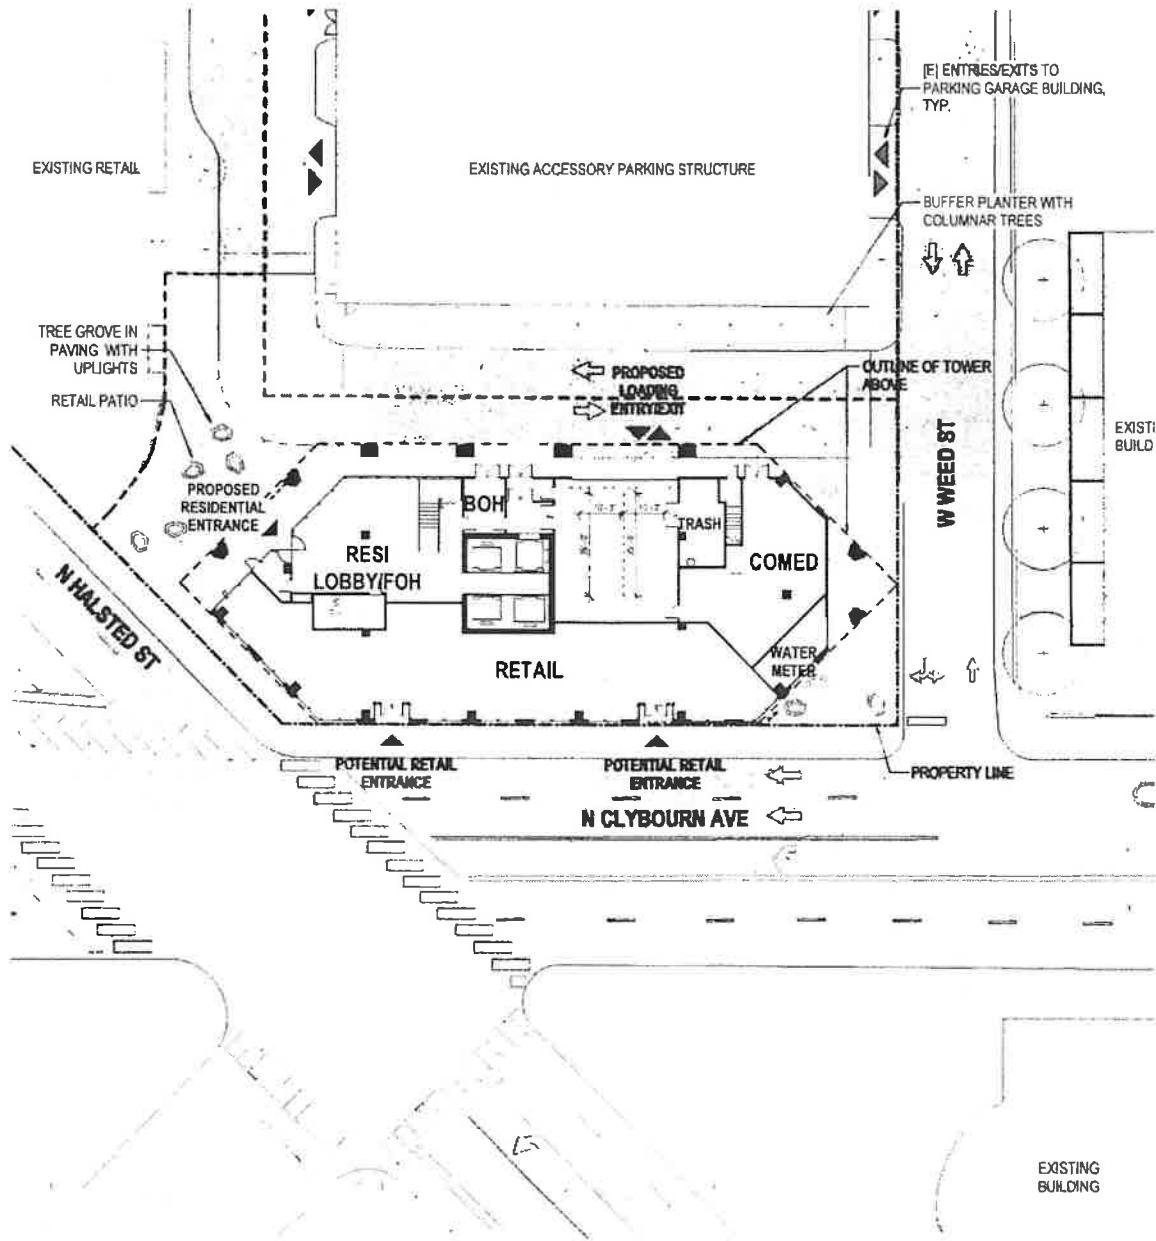 [E] ENTRIES/EXITS TO
PARKING GARAGE BUILDING,
TYP.
EXISTING RETAIL
EXISTING ACCESSORY PARKING STRUCTURE
BUFFER PLANTER WITH
COLUMNAR TREES
TREE GROVE IN
PAVING WITH
UPLIGHTS
RETAIL PATIO
PROPOSED
LOADING
ENTRY/EXIT
OUTLINE OF TOWER
ABOVE
W WEED ST
EXISTI
BUILD
PROPOSED
RESIDENTIAL
ENTRANCE
BOH
TRASH
RESI
LOBBY/FOH
COMED
N HALSTED ST
RETAIL
WATER
METER
POTENTIAL RETAIL
ENTRANCE
POTENTIAL RETAIL
ENTRANCE
PROPERTY LINE
N CLYBOURN AVE
EXISTING
BUILDING